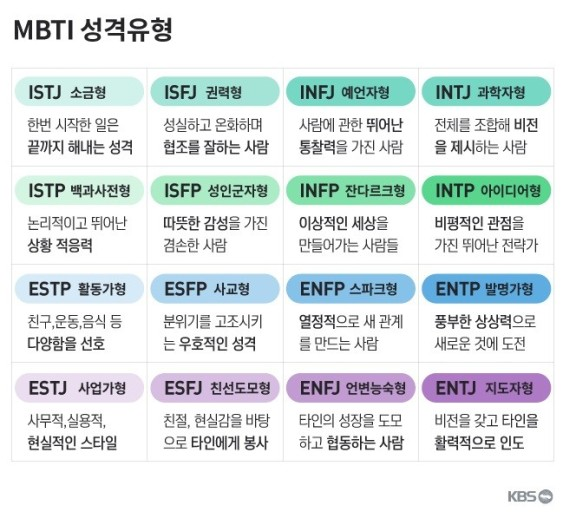 MBTI 성격유형
ISTJ 소금형
ISFJ 권력형
INFJ 예언자형
INTJ 과학자형
한번 시작한 일은
끝까지 해내는 성격
성실하고 온화하며
협조를 잘하는 사람
사람에 관한 뛰어난
통찰력을 가진 사람
전체를 조합해 비전
을 제시하는 사람
ISTP 백과사전형
ISFP 성인군자형
INFP 잔다르크형
INTP 아이디어형
논리적이고 뛰어난
상황 적응력
따뜻한 감성을 가진
겸손한 사람
이상적인 세상을
만들어가는 사람들
비평적인 관점을
가진 뛰어난 전략가
ESTP 활동가형
ESFP 사교형
ENFP 스파크형
ENTP 발명가형
친구,운동,음식 등
다양함을 선호
분위기를 고조시키
는 우호적인 성격
열정적으로 새 관계
를 만드는 사람
풍부한 상상력으로
새로운 것에 도전
ESTJ 사업가형
ESFJ 친선도모형
ENFJ 언변능숙형
ENTJ 지도자형
사무적,실용적,
현실적인 스타일
친절, 현실감을 바탕
으로 타인에게 봉사
타인의 성장을 도모
하고 협동하는 사람
비전을 갖고 타인을
활력적으로 인도
KBS